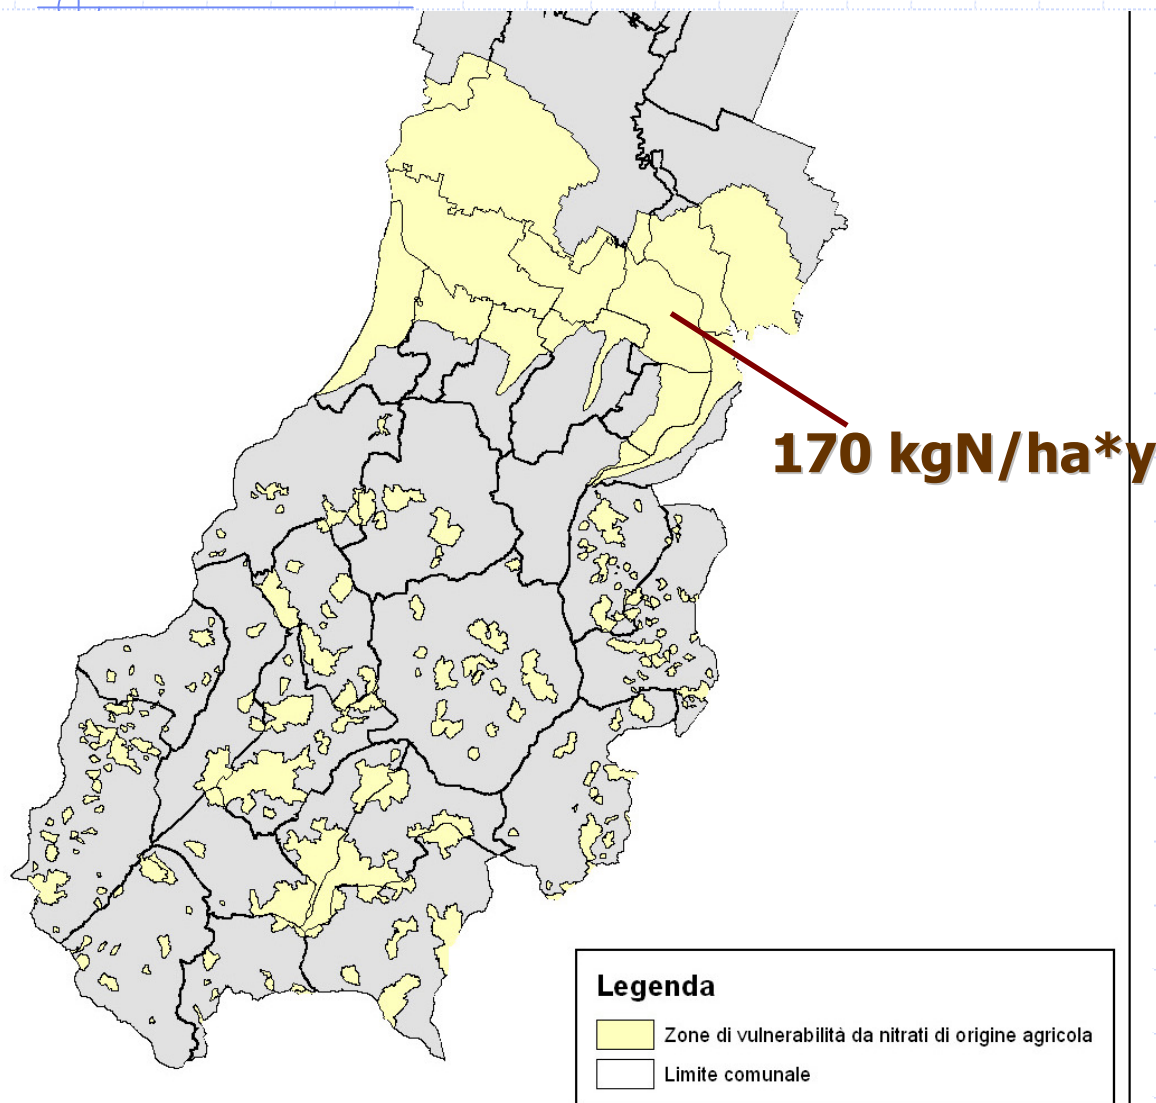 170 kgN/ha*y
Legenda
Zone di vulnerabilità da nitrati di origine agricola
Limite comunale